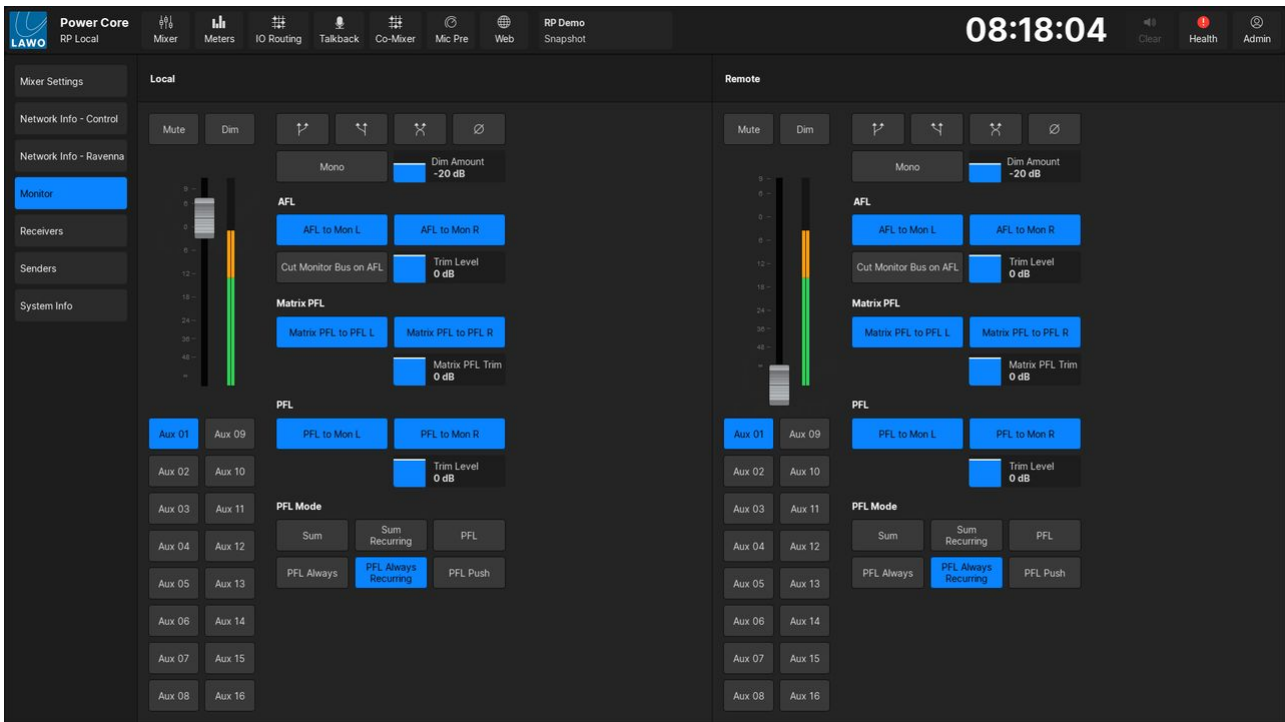 LAWO
Power Core
RP Local
Mixer
Meters
IO Routing
Talkback
Co-Mixer
Mic Pre
Web
RP Demo
Snapshot
08:18:04
Clear
Health
Admin
Mixer Settings
Network Info - Control
Network Info - Ravenna
Monitor
Receivers
Senders
System Info
Local
Mute
Dim
Mono
Dim Amount
-20 dB
AFL
AFL to Mon L
AFL to Mon R
Cut Monitor Bus on AFL
Trim Level
0 dB
Matrix PFL
Matrix PFL to PFL L
Matrix PFL to PFL R
Matrix PFL Trim
0 dB
PFL
PFL to Mon L
PFL to Mon R
Trim Level
0 dB
PFL Mode
Sum
Sum
Recurring
PFL
PFL Always
PFL Always
Recurring
PFL Push
12
18
24
36
48
Aux 01
Aux 09
Aux 02
Aux 10
Aux 03
Aux 11
Aux 04
Aux 12
Aux 05
Aux 13
Aux 06
Aux 14
Aux 07
Aux 15
Aux 08
Aux 16
Remote
Mute
Dim
Mono
Dim Amount
-20 dB
AFL
AFL to Mon L
AFL to Mon R
Cut Monitor Bus on AFL
Trim Level
0 dB
Matrix PFL
Matrix PFL to PFL L
Matrix PFL to PFL R
Matrix PFL Trim
0 dB
PFL
PFL to Mon L
PFL to Mon R
Trim Level
0 dB
PFL Mode
Sum
Sum
Recurring
PFL
PFL Always
PFL Always
Recurring
PFL Push
12
18
24
36
48
Aux 01
Aux 09
Aux 02
Aux 10
Aux 03
Aux 11
Aux 04
Aux 12
Aux 05
Aux 13
Aux 06
Aux 14
Aux 07
Aux 15
Aux 08
Aux 16